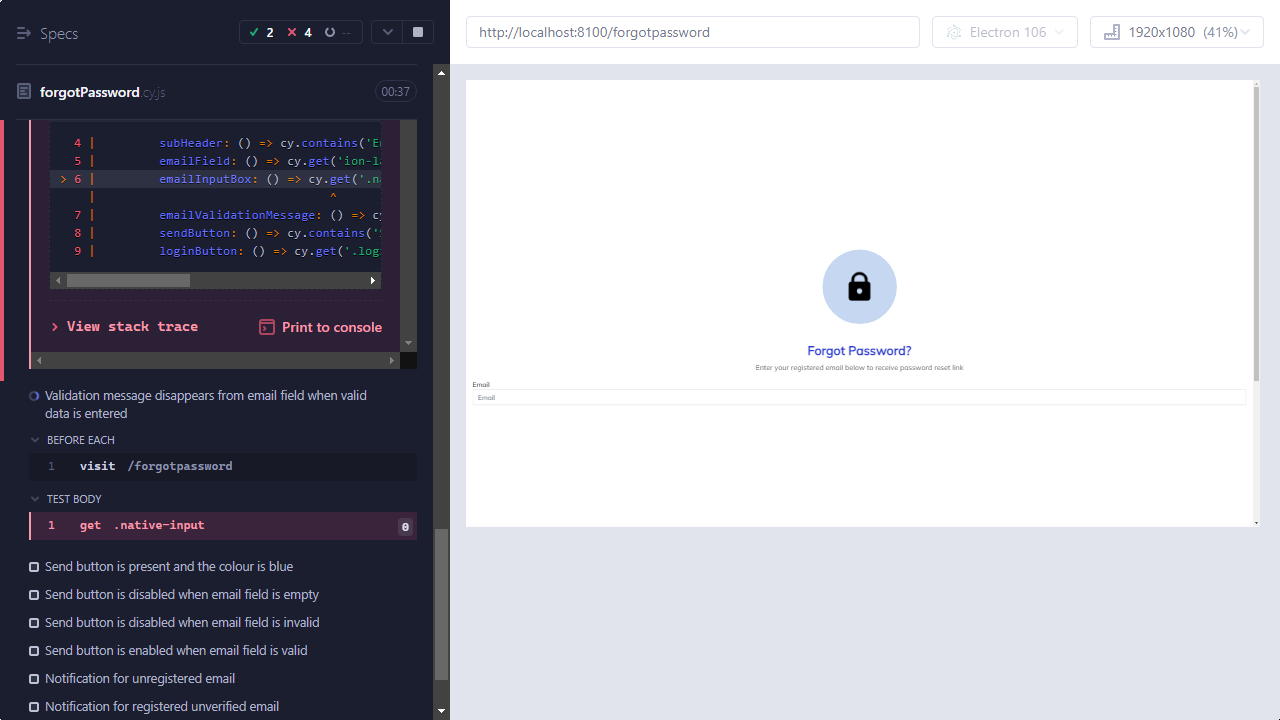 Specs
2
4
--
forgotPassword.cy.js
00:37
4 | subHeader: () => cy.contains('E
5 | emailField: () => cy.get('ion-la
> 6 | emailInputBox: () => cy.get('.na
| ^
7 | emailValidationMessage: () => cy
8 | sendButton: () => cy.contains('S
9 | loginButton: () => cy.get('.logi
> View stack trace
Print to console
Validation message disappears from email field when valid
data is entered
BEFORE EACH
1 visit /forgotpassword
TEST BODY
1 get .native-input 0
Send button is present and the colour is blue
Send button is disabled when email field is empty
Send button is disabled when email field is invalid
Send button is enabled when email field is valid
Notification for unregistered email
Notification for registered unverified email
http://localhost:8100/forgotpassword
Electron 106
1920x1080 (41%)
Forgot Password?
Enter your registered email below to receive password reset link
Email
Email